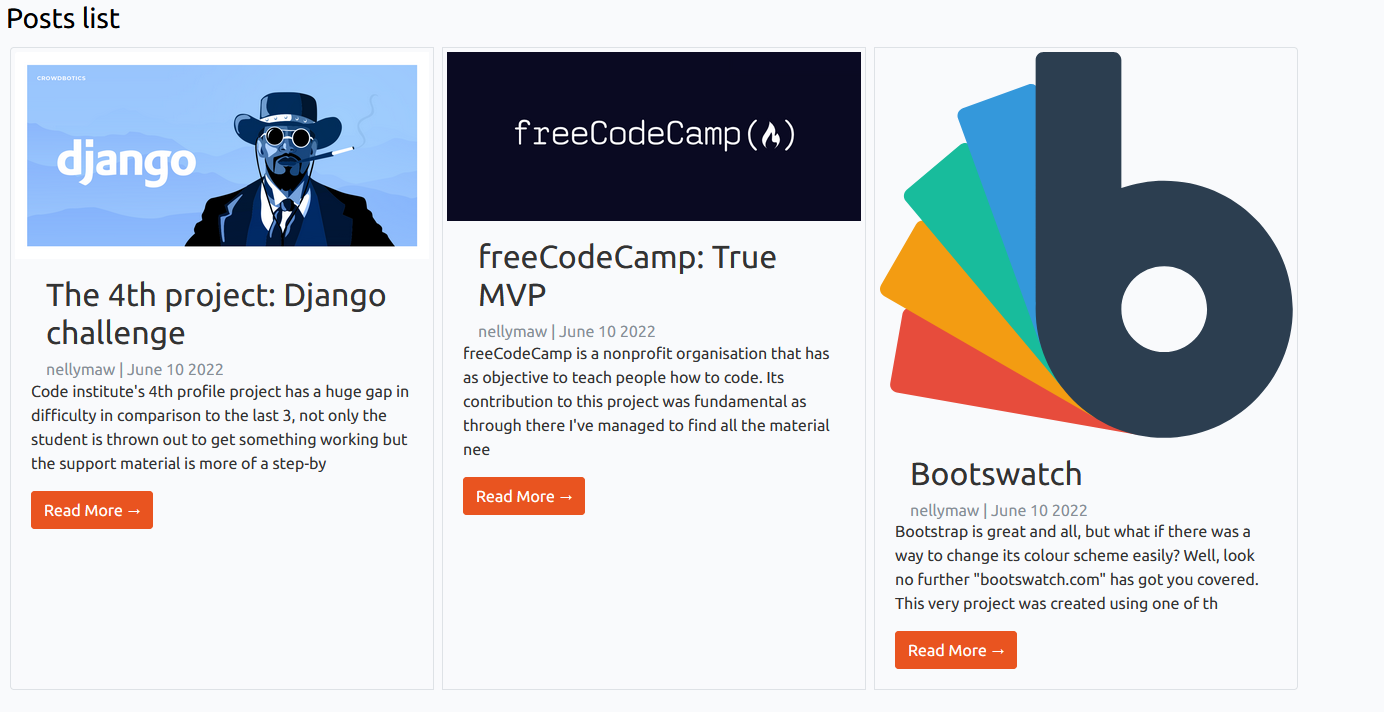 Posts list
CROWDBOTICS
django
The 4th project: Django
challenge
nellymaw | June 10 2022
Code institute's 4th profile project has a huge gap in
difficulty in comparison to the last 3, not only the
student is thrown out to get something working but
the support material is more of a step-by
Read More →
freeCodeCamp(🔥)
freeCodeCamp: True
MVP
nellymaw | June 10 2022
freeCodeCamp is a nonprofit organisation that has
as objective to teach people how to code. Its
contribution to this project was fundamental as
through there I've managed to find all the material
nee
Read More →
b
Bootswatch
nellymaw | June 10 2022
Bootstrap is great and all, but what if there was a
way to change its colour scheme easily? Well, look
no further "bootswatch.com" has got you covered.
This very project was created using one of th
Read More →